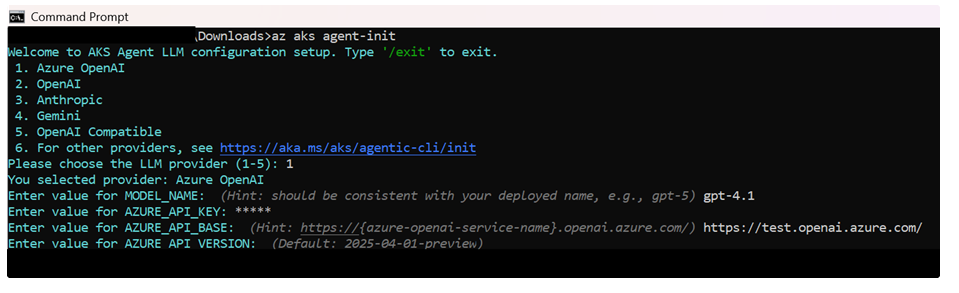 Command Prompt
\Downloads>az aks agent-init
Welcome to AKS Agent LLM configuration setup. Type '/exit' to exit.
1. Azure OpenAI
2. OpenAI
3. Anthropic
4. Gemini
5. OpenAI Compatible
6. For other providers, see https://aka.ms/aks/agentic-cli/init
Please choose the LLM provider (1-5): 1
You selected provider: Azure OpenAI
Enter value for MODEL_NAME: (Hint: should be consistent with your deployed name, e.g., gpt-5) gpt-4.1
Enter value for AZURE_API_KEY: *****
Enter value for AZURE_API_BASE: (Hint: https://{azure-openai-service-name}.openai.azure.com/) https://test.openai.azure.com/
Enter value for AZURE_API_VERSION: (Default: 2025-04-01-preview)